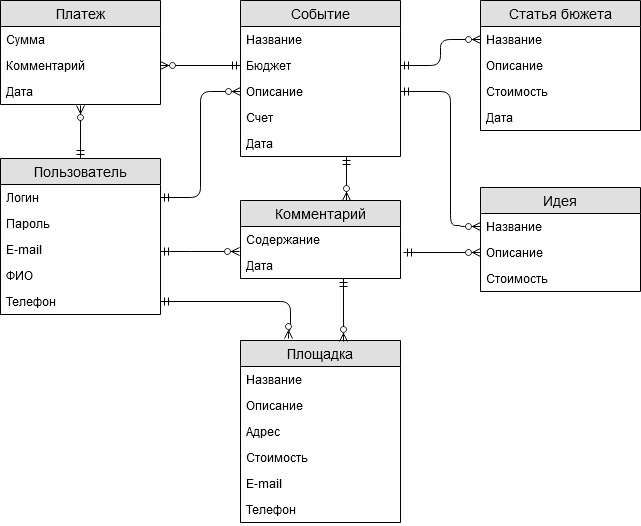 Платеж
Сумма
Комментарий
Дата
Событие
Название
Бюджет
Описание
Счет
Дата
Статья бюжета
Название
Описание
Стоимость
Дата
Пользователь
Логин
Пароль
E-mail
ФИО
Телефон
Комментарий
Содержание
Дата
Идея
Название
Описание
Стоимость
Площадка
Название
Описание
Адрес
Стоимость
E-mail
Телефон